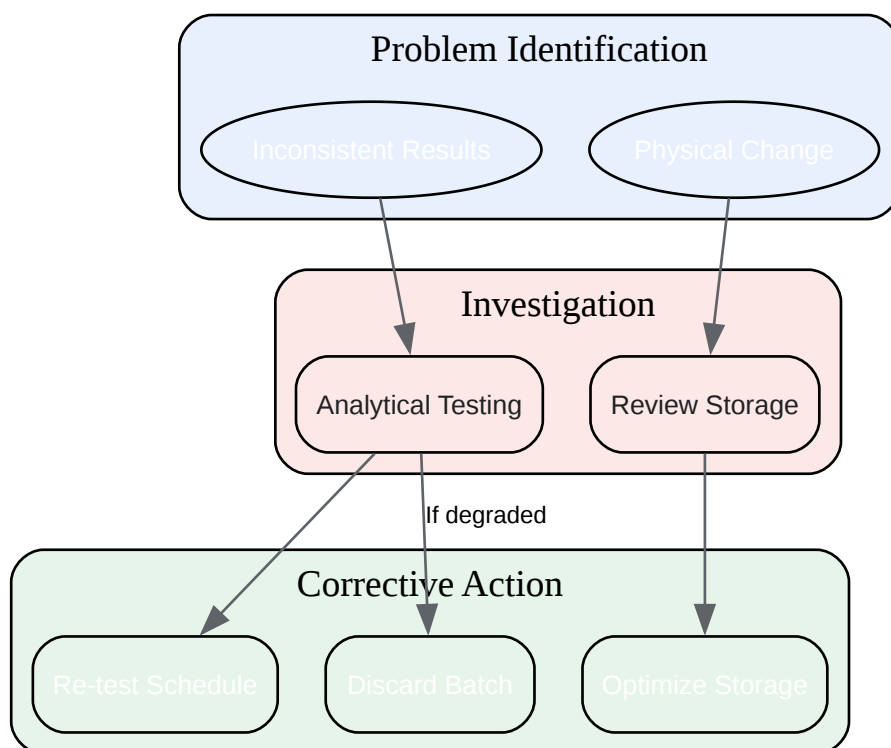 Problem Identification
Inconsistent Results
Physical Change
Investigation
Analytical Testing
Review Storage
If degraded
Corrective Action
Re-test Schedule
Discard Batch
Optimize Storage